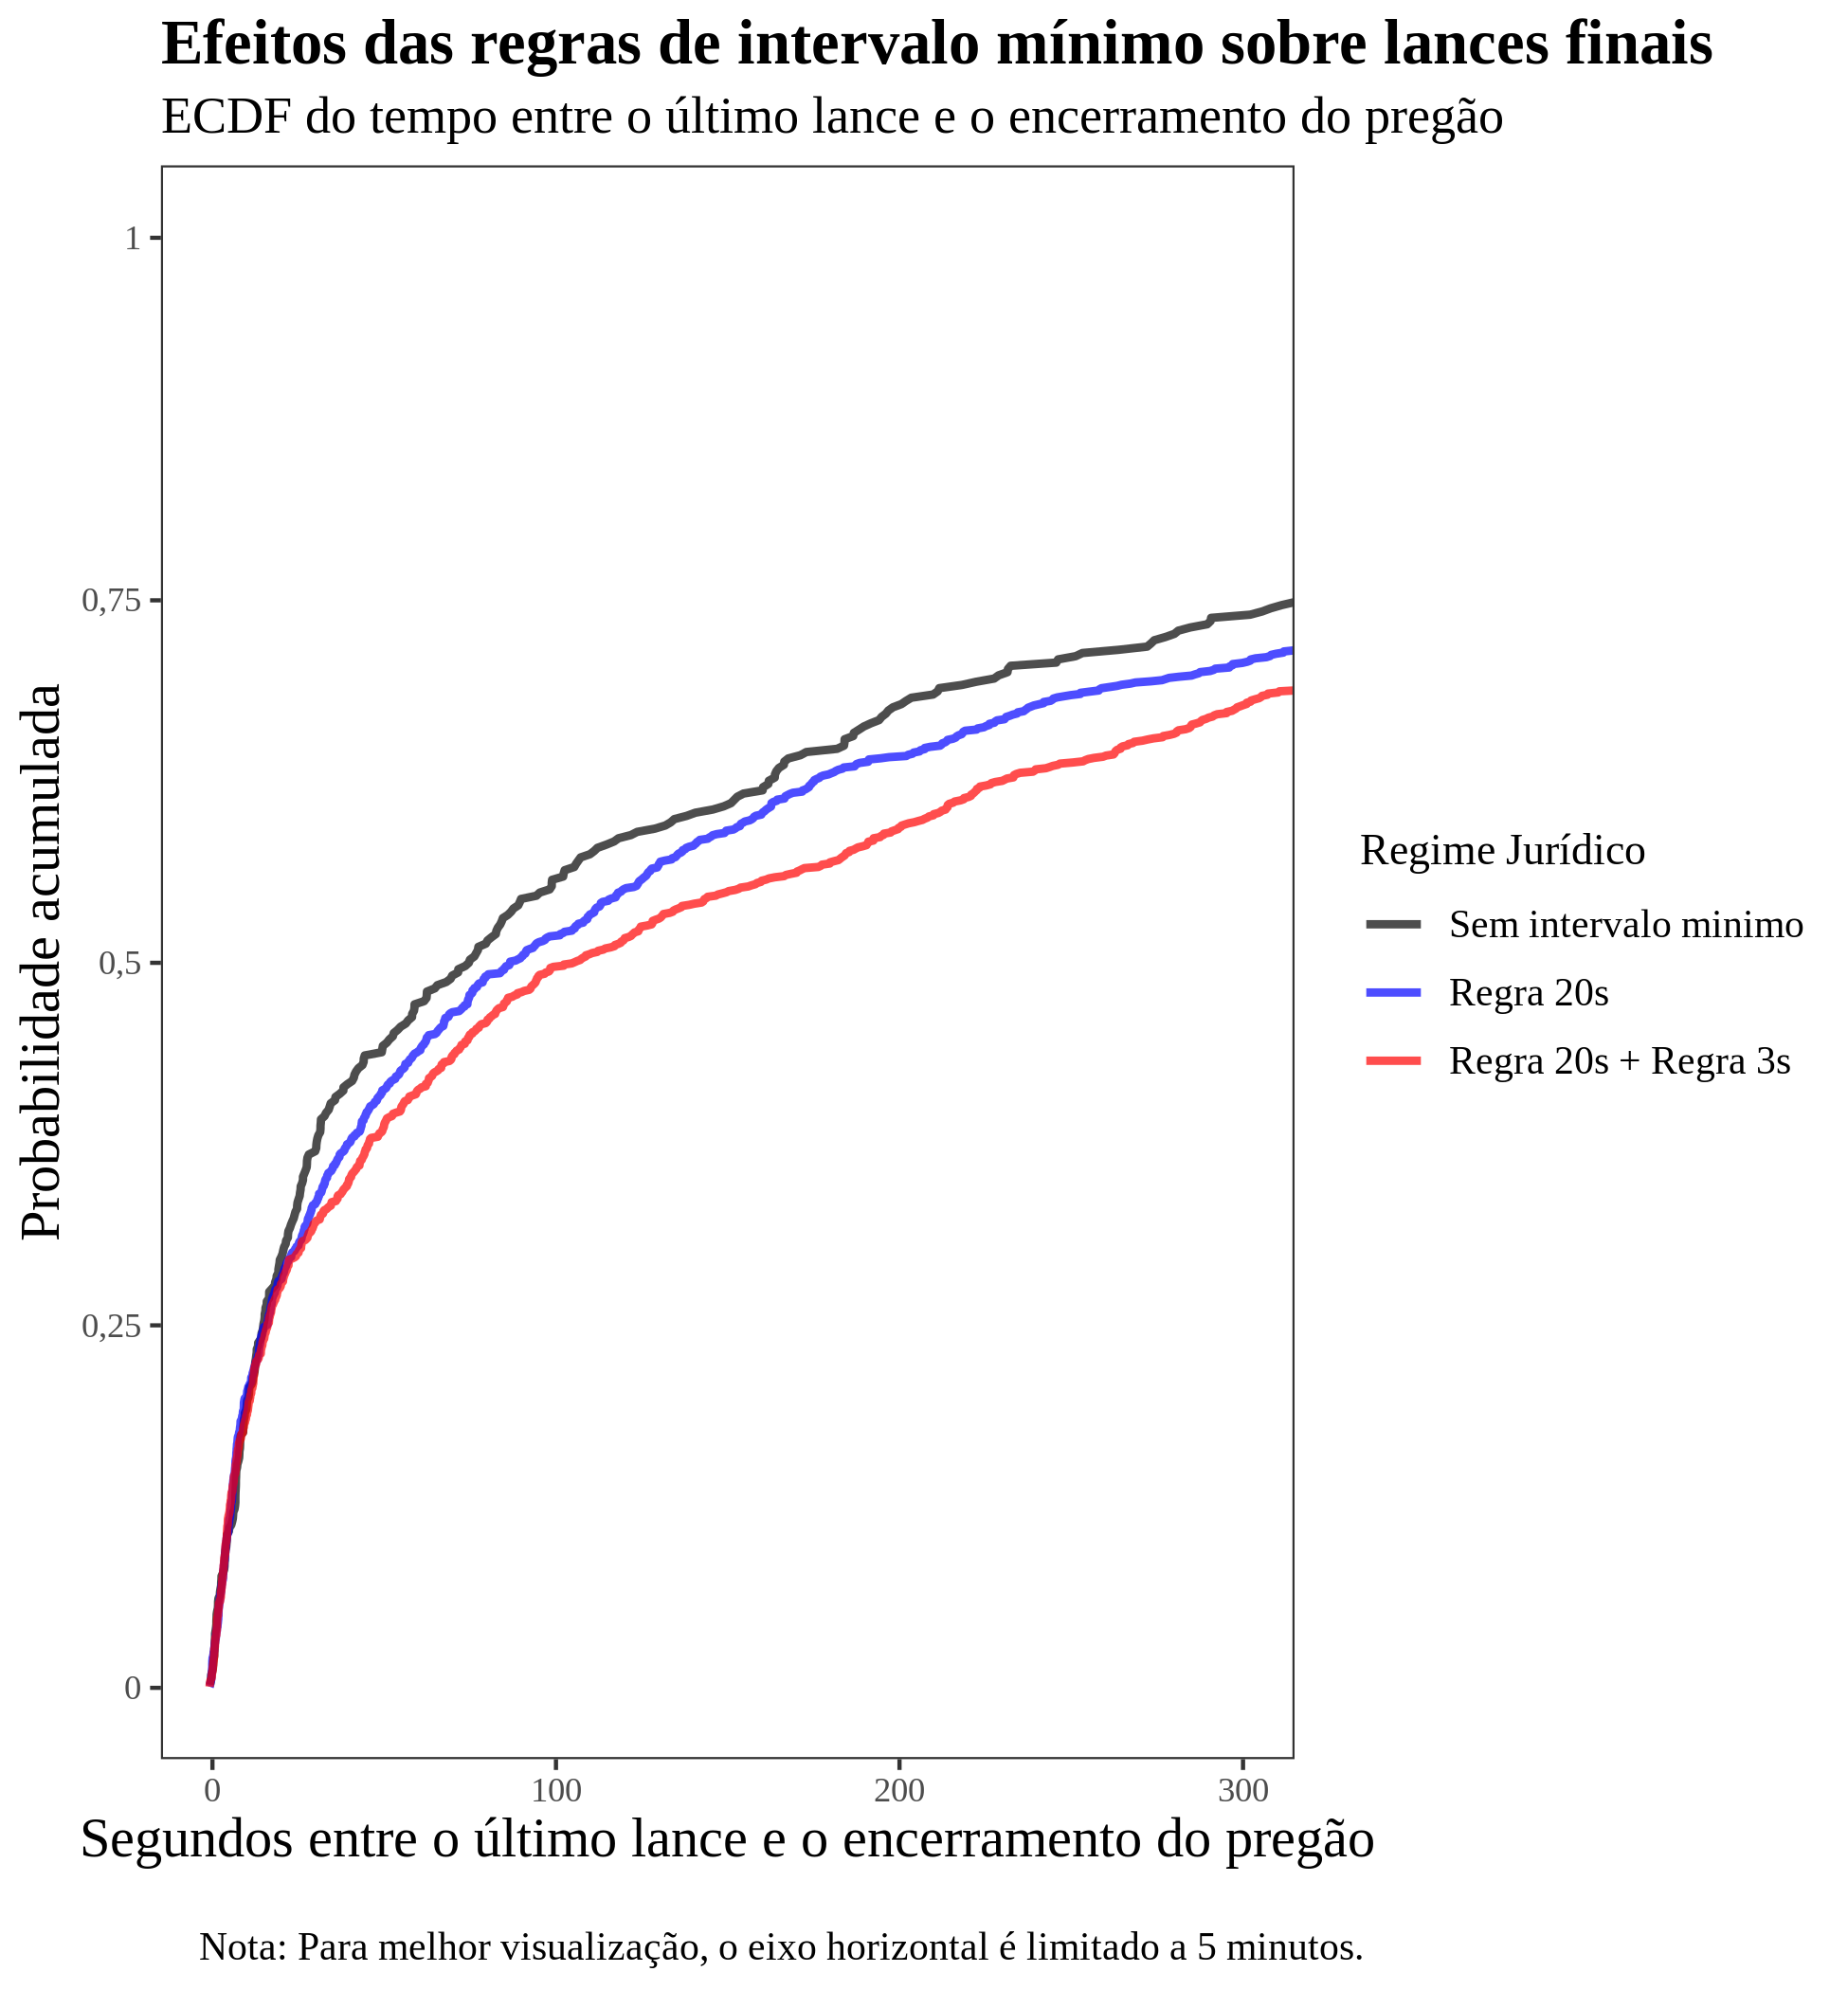 Efeitos das regras de intervalo mínimo sobre lances finais
ECDF do tempo entre o último lance e o encerramento do pregão
Probabilidade acumulada
1
0,75
0,5
0,25
0
0 100 200 300
Segundos entre o último lance e o encerramento do pregão
Regime Jurídico
Sem intervalo minimo
Regra 20s
Regra 20s + Regra 3s
Nota: Para melhor visualização, o eixo horizontal é limitado a 5 minutos.